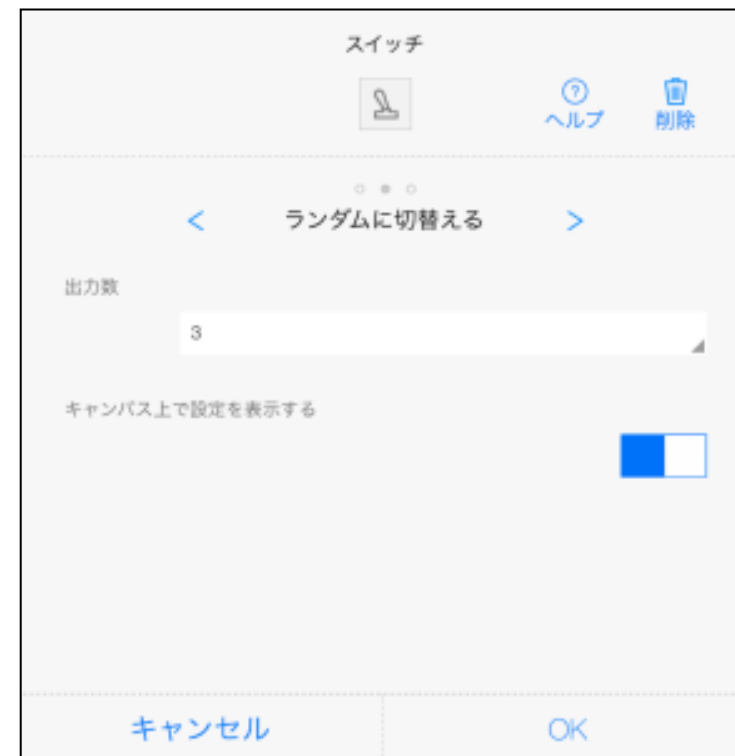 スイッチ
ヘルプ
削除
< ランダムに切替える >
出力数
3
キャンバス上で設定を表示する
キャンセル
OK